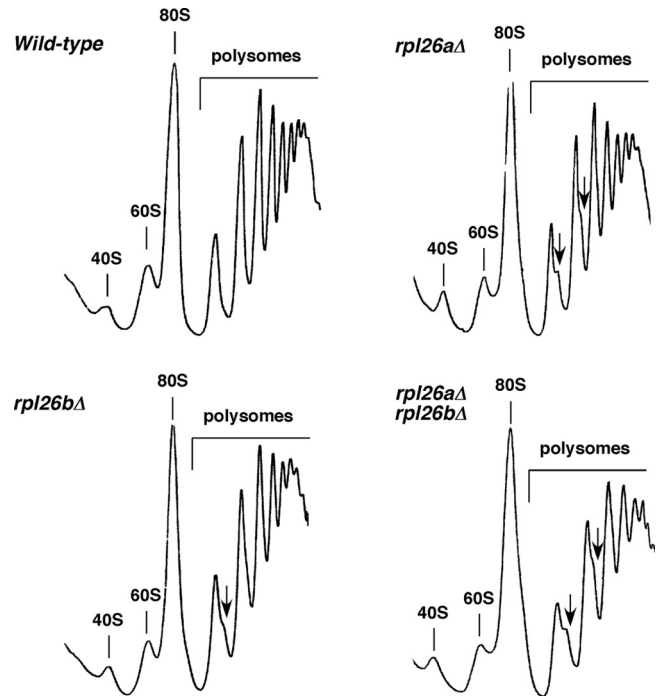 Wild-type
80S
polysomes
60S
40S
rpl26aΔ
80S
polysomes
60S
40S
rpl26bΔ
80S
polysomes
60S
40S
rpl26aΔ
rpl26bΔ
80S
polysomes
60S
40S